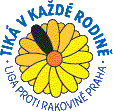 TIKÁ V KAŽDÉ RODINĚ
LIGA PROTI RAKOVINĚ PRAHA